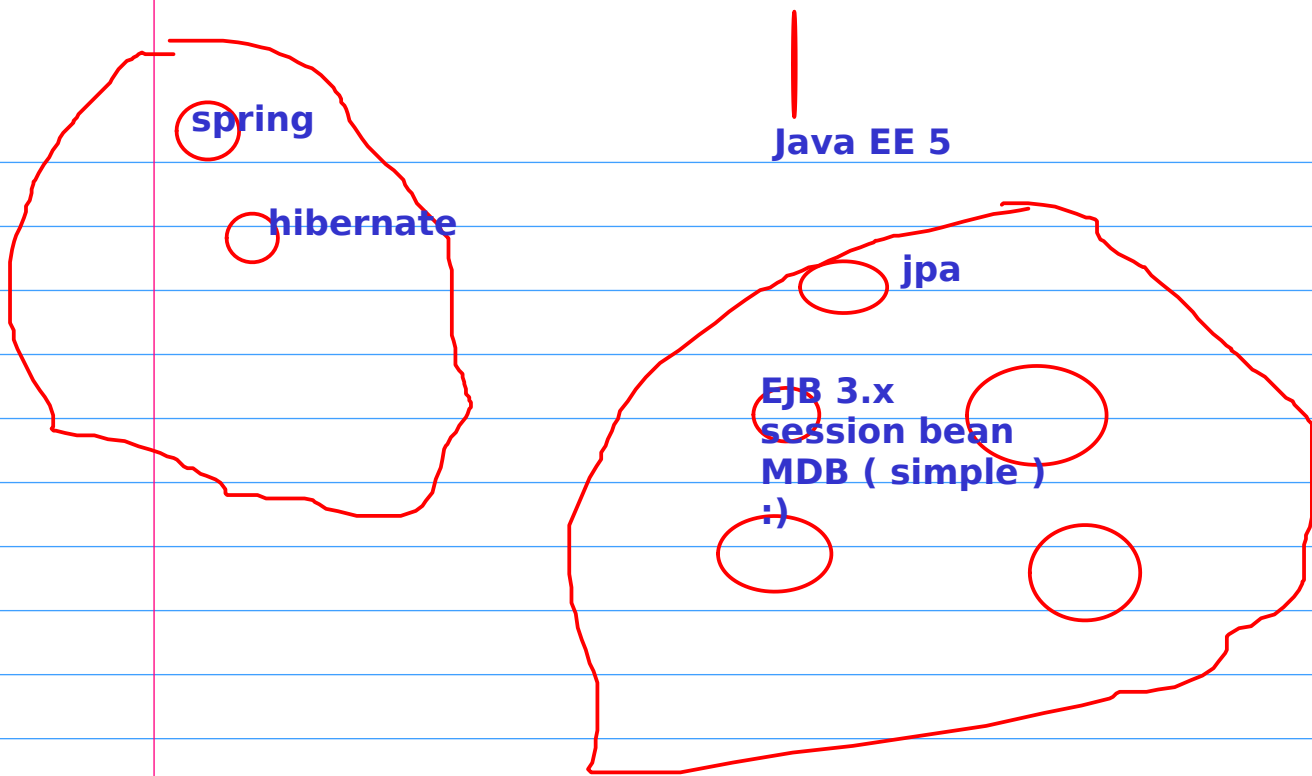 spring
hibernate
Java EE 5
jpa
EJB 3.x
session bean
MDB ( simple )
:)